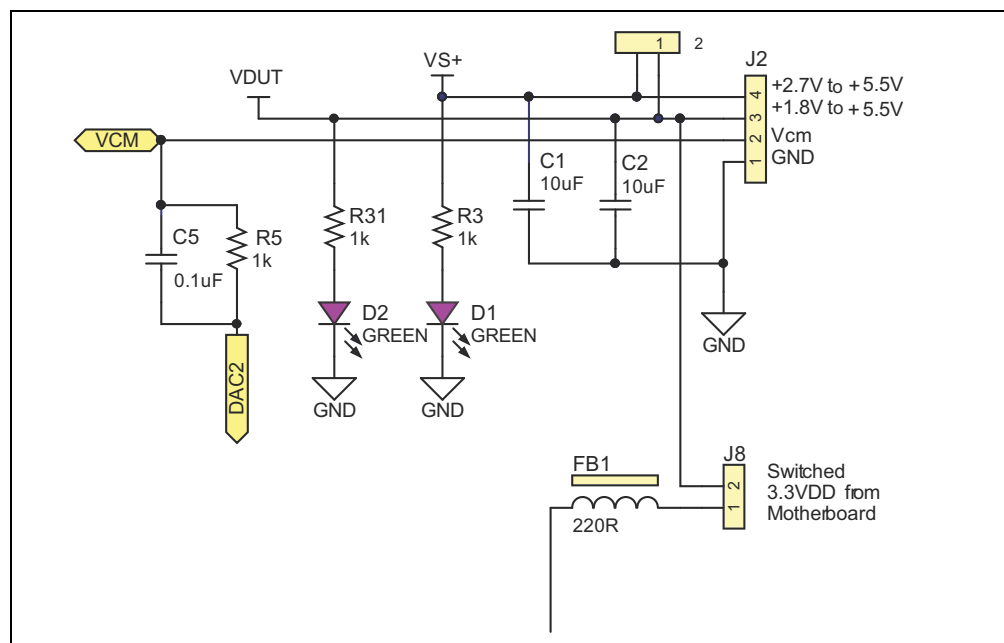 1 2
J2
VS+
VDUT
4 +2.7V to +5.5V
3 +1.8V to +5.5V
VCM
2 Vcm
1 GND
C1
10uF
C2
10uF
R31
1k
R3
1k
C5
0.1uF
R5
1k
D2
GREEN
D1
GREEN
GND
GND
GND
DAC2
J8
FB1
220R
2
1
Switched
3.3VDD from
Motherboard